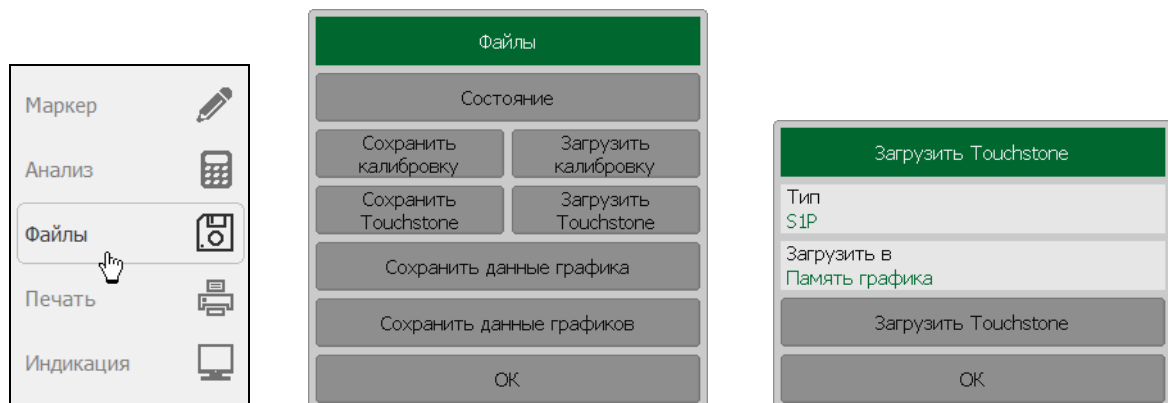 Маркер
Анализ
Файлы
Печать
Индикация
Файлы
Состояние
Сохранить
калибровку
Загрузить
калибровку
Сохранить
Touchstone
Загрузить
Touchstone
Сохранить данные графика
Сохранить данные графиков
ОК
Загрузить Touchstone
Тип
S1P
Загрузить в
Память графика
Загрузить Touchstone
ОК